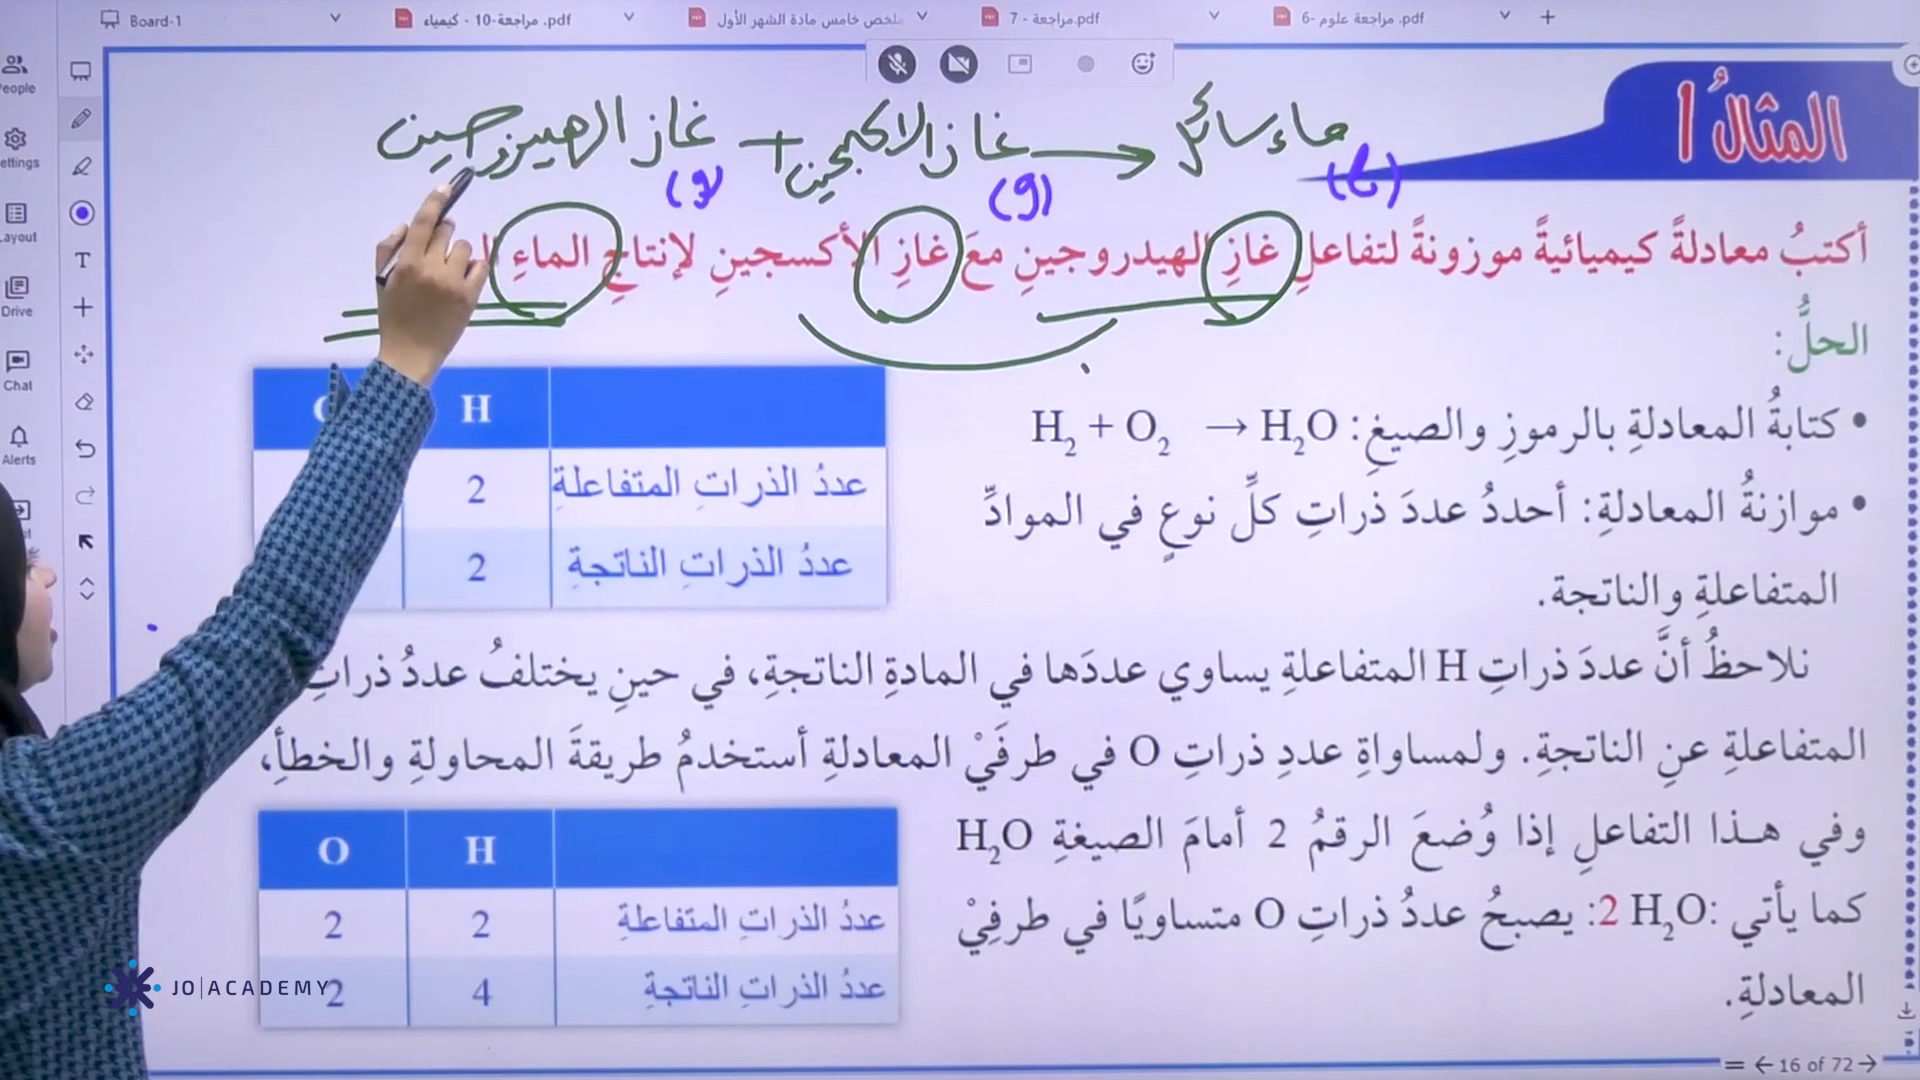 Board-1
مراجعة-10 - كيمياء .pdf
ملخص خامس مادة الشهر الأول
مراجعة - 7.pdf
مراجعة علوم -6 .pdf
المثالُ 1
غاز الهيدروجين + غاز الاكسجين → ماء سائل
(g) (g) (l)
أكتبُ معادلةً كيميائيةً موزونةً لتفاعلِ غازِ الهيدروجينِ معَ غازِ الأكسجينِ لإنتاجِ الماءِ
الحلُّ:
• كتابةُ المعادلةِ بالرموزِ والصيغِ: H₂ + O₂ → H₂O
• موازنةُ المعادلةِ: أحددُ عددَ ذراتِ كلِّ نوعٍ في الموادِّ
المتفاعلةِ والناتجة.
H
عددُ الذراتِ المتفاعلةِ 2
عددُ الذراتِ الناتجةِ 2
نلاحظُ أنَّ عددَ ذراتِ H المتفاعلةِ يساوي عددَها في المادةِ الناتجةِ، في حينِ يختلفُ عددُ ذراتِ
المتفاعلةِ عنِ الناتجةِ. ولمساواةِ عددِ ذراتِ O في طرفَيْ المعادلةِ أستخدمُ طريقةَ المحاولةِ والخطأِ،
وفي هذا التفاعلِ إذا وُضعَ الرقمُ 2 أمامَ الصيغةِ H₂O
كما يأتي :2 H₂O: يصبحُ عددُ ذراتِ O متساويًا في طرفِيْ
المعادلةِ.
H O
عددُ الذراتِ المتفاعلةِ 2 2
عددُ الذراتِ الناتجةِ 4 2
People
Settings
Layout
Drive
Chat
Alerts
T
JO|ACADEMY
16 of 72